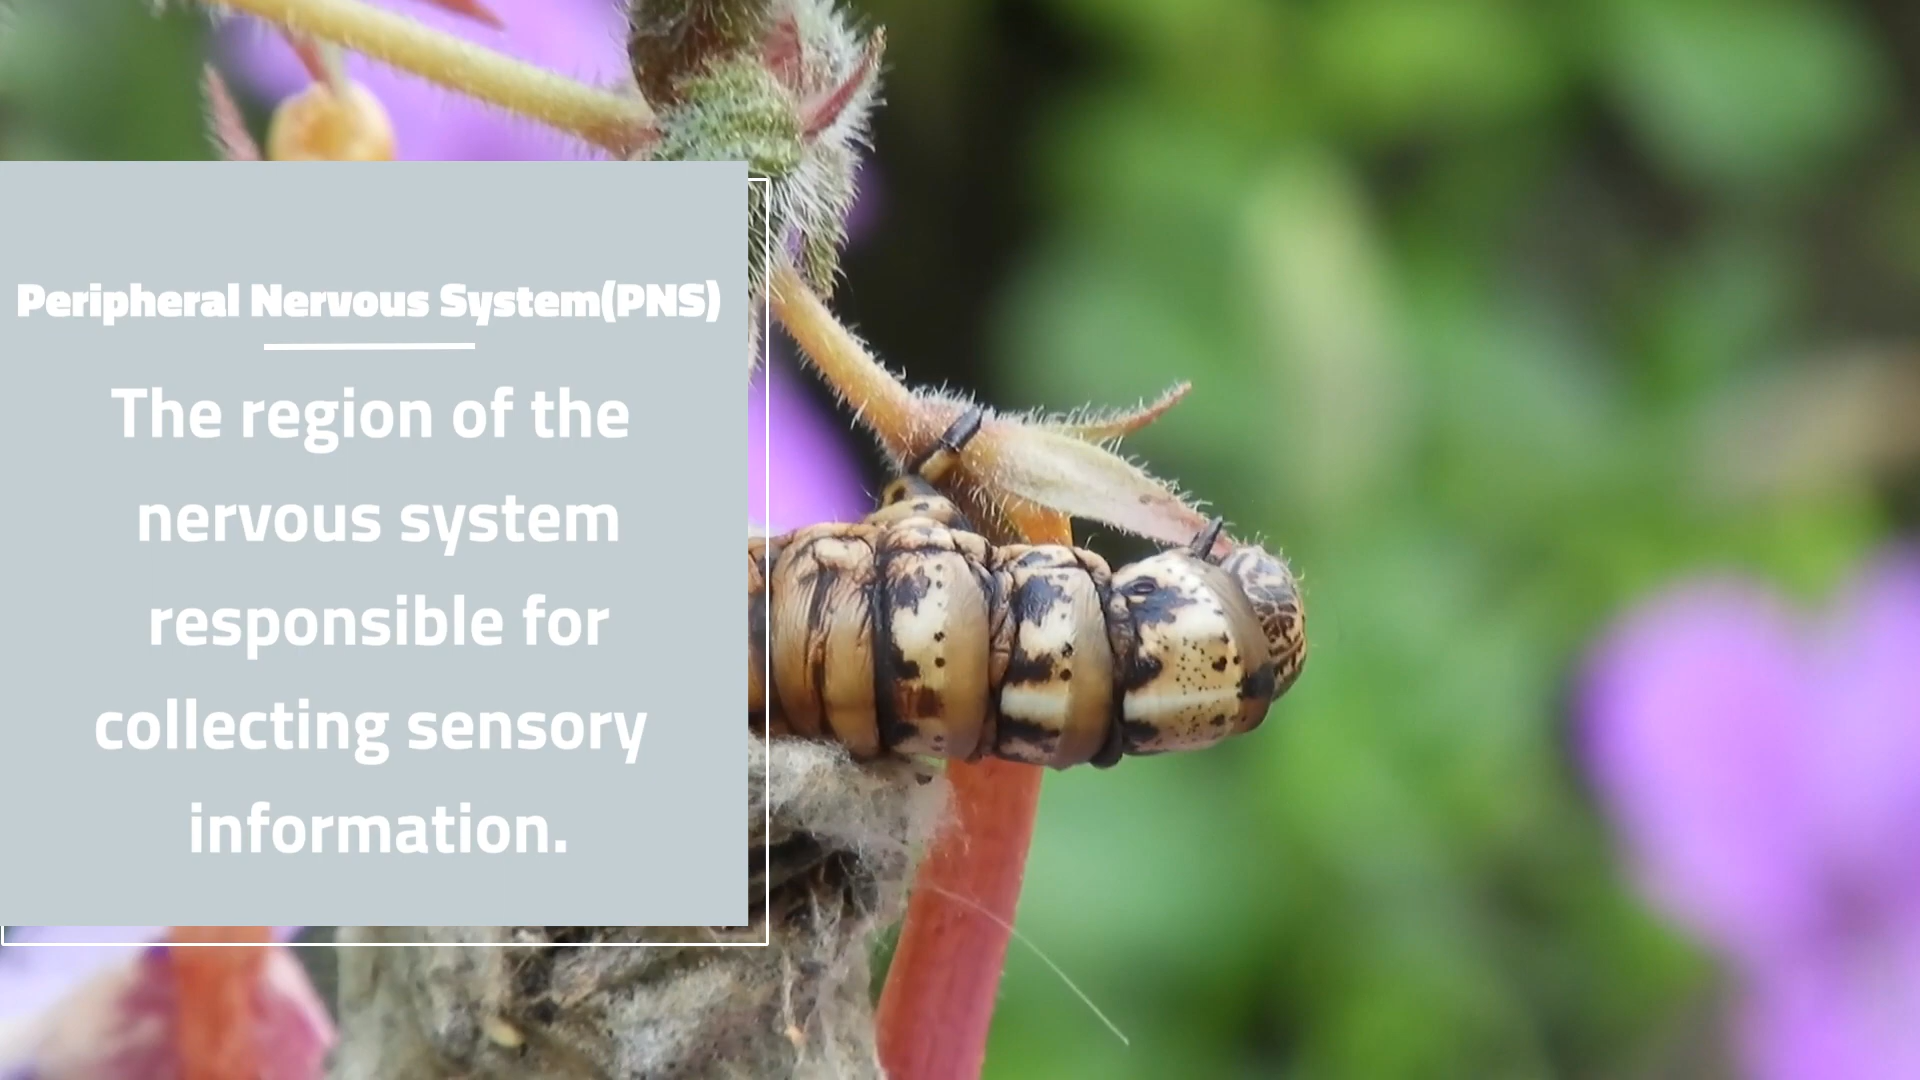 Peripheral Nervous System(PNS)
The region of the
nervous system
responsible for
collecting sensory
information.